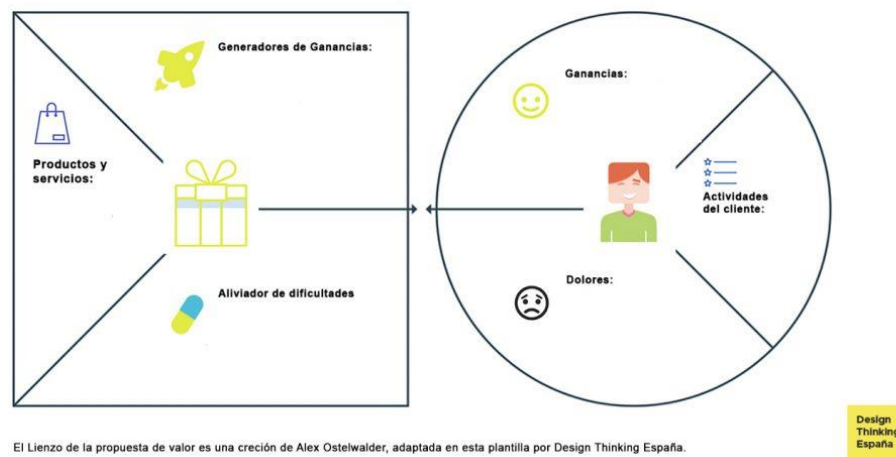 Generadores de Ganancias:
Productos y
servicios:
Aliviador de dificultades
Ganancias:
Actividades
del cliente:
Dolores:
El Lienzo de la propuesta de valor es una creción de Alex Ostelwalder, adaptada en esta plantilla por Design Thinking España.
Design
Thinking
España